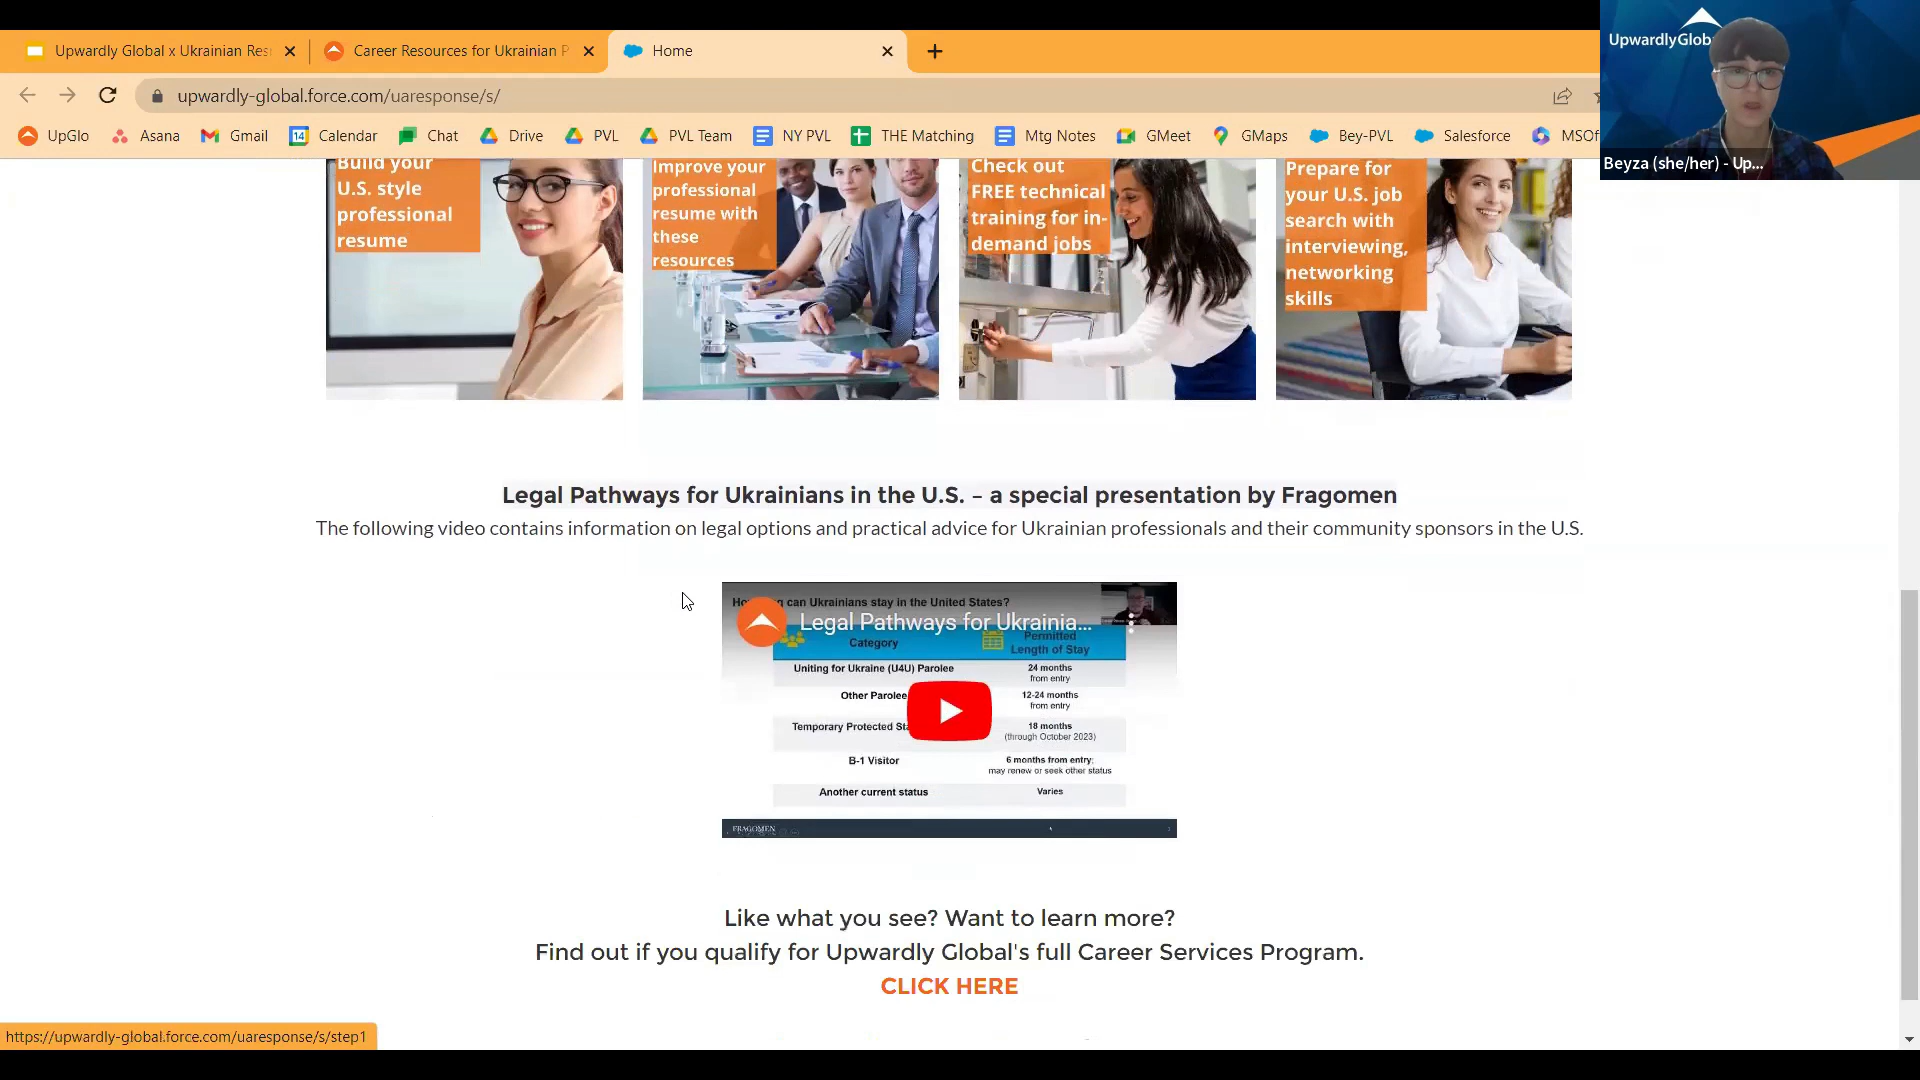 Upwardly Global x Ukrainian Res
Career Resources for Ukrainian P
Home
upwardly-global.force.com/uaresponse/s/
UpGlo
Asana
Gmail
14
Calendar
Chat
Drive
PVL
PVL Team
NY PVL
THE Matching
Mtg Notes
GMeet
GMaps
Bey-PVL
Salesforce
MSOf
UpwardlyGlob
Beyza (she/her) - Up...
Build your
U.S. style
professional
resume
Improve your
professional
resume with
these
resources
Check out
FREE technical
training for in-
demand jobs
Prepare for
your U.S. job
search with
interviewing,
networking
skills
Legal Pathways for Ukrainians in the U.S. – a special presentation by Fragomen
The following video contains information on legal options and practical advice for Ukrainian professionals and their community sponsors in the U.S.
can Ukrainians stay in the United States?
Legal Pathways for Ukrainia...
Category
Permitted
Length of Stay
Uniting for Ukraine (U4U) Parolee
24 months
from entry
Other Parolee
12-24 months
from entry
Temporary Protected Sta
18 months
(through October 2023)
B-1 Visitor
6 months from entry;
may renew or seek other status
Another current status
Varies
FRAGOMEN
Like what you see? Want to learn more?
Find out if you qualify for Upwardly Global's full Career Services Program.
CLICK HERE
https://upwardly-global.force.com/uaresponse/s/step1